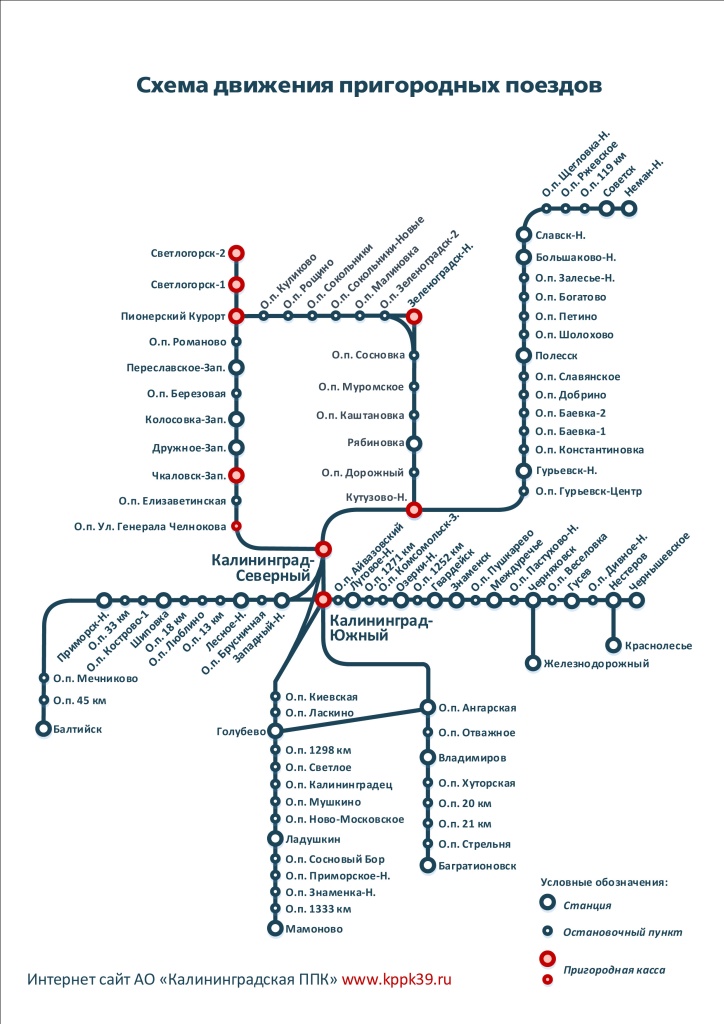 Схема движения пригородных поездов
О.п. Щегловка-Н.
О.п. Ржевское
О.п. 119 км
Советск
Неман-Н.
Славск-Н.
Большаково-Н.
О.п. Залесье-Н.
О.п. Богатово
О.п. Петино
О.п. Шолохово
Полесск
О.п. Славянское
О.п. Добрино
О.п. Баевка-2
О.п. Баевка-1
О.п. Константиновка
Гурьевск-Н.
О.п. Гурьевск-Центр
Светлогорск-2
Светлогорск-1
Пионерский Курорт
О.п. Романово
Переславское-Зап.
О.п. Березовая
Колосовка-Зап.
Дружное-Зап.
Чкаловск-Зап.
О.п. Елизаветинская
О.п. Ул. Генерала Челнокова
О.п. Куликово
О.п. Рощино
О.п. Сокольники
О.п. Сокольники-Новые
О.п. Малиновка
О.п. Зеленоградск-2
Зеленоградск-Н.
О.п. Сосновка
О.п. Муромское
О.п. Каштановка
Рябиновка
О.п. Дорожный
Кутузово-Н.
Калининград-
Северный
Калининград-
Южный
О.п. Айвазовский
Луговое-Н.
О.п. 1271 км
О.п. Комсомольск-З.
Озерки-Н.
О.п. 1252 км
Гвардейск
Знаменск
О.п. Пушкарево
Междуречье
О.п. Пастухово-Н.
Черняховск
О.п. Веселовка
Гусев
О.п. Дивное-Н.
Нестеров
Чернышевское
Краснолесье
Железнодорожный
Приморск-Н.
О.п. 33 км
О.п. Кострово-1
Шиповка
О.п. 18 км
О.п. Люблино
О.п. 13 км
Лесное-Н.
О.п. Брусничная
Западный-Н.
О.п. Мечниково
О.п. 45 км
Балтийск
О.п. Киевская
О.п. Ласкино
Голубево
О.п. 1298 км
О.п. Светлое
О.п. Калининградец
О.п. Мушкино
О.п. Ново-Московское
Ладушкин
О.п. Сосновый Бор
О.п. Приморское-Н.
О.п. Знаменка-Н.
О.п. 1333 км
Мамоново
О.п. Ангарская
О.п. Отважное
Владимиров
О.п. Хуторская
О.п. 20 км
О.п. 21 км
О.п. Стрельня
Багратионовск
Условные обозначения:
Станция
Остановочный пункт
Пригородная касса
Интернет сайт АО «Калининградская ППК» www.kppk39.ru